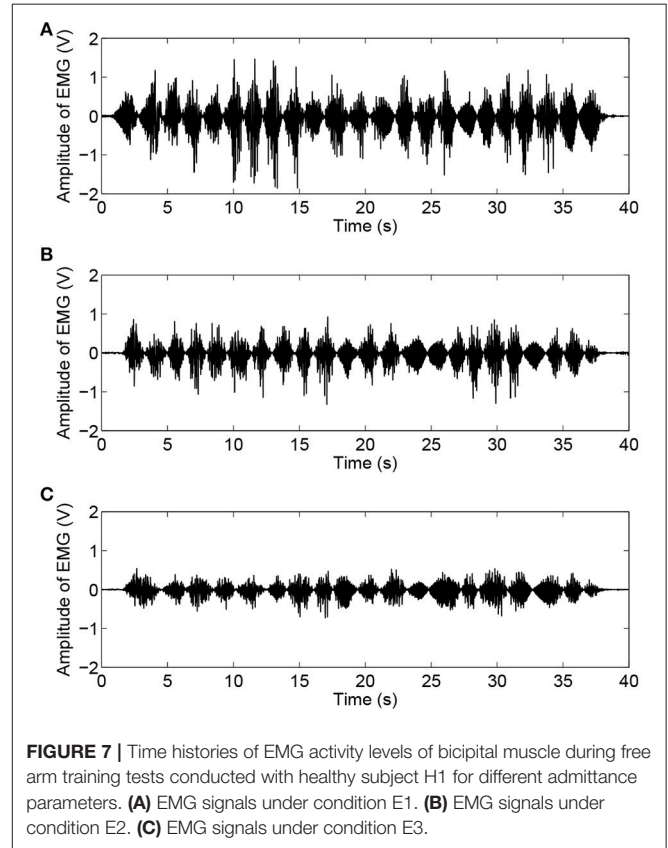 A
Amplitude of EMG (V)
2
1
0
−1
−2
0 5 10 15 20 25 30 35 40
Time (s)
B
Amplitude of EMG (V)
2
1
0
−1
−2
0 5 10 15 20 25 30 35 40
Time (s)
C
Amplitude of EMG (V)
2
1
0
−1
−2
0 5 10 15 20 25 30 35 40
Time (s)
FIGURE 7 | Time histories of EMG activity levels of bicipital muscle during free
arm training tests conducted with healthy subject H1 for different admittance
parameters. (A) EMG signals under condition E1. (B) EMG signals under
condition E2. (C) EMG signals under condition E3.